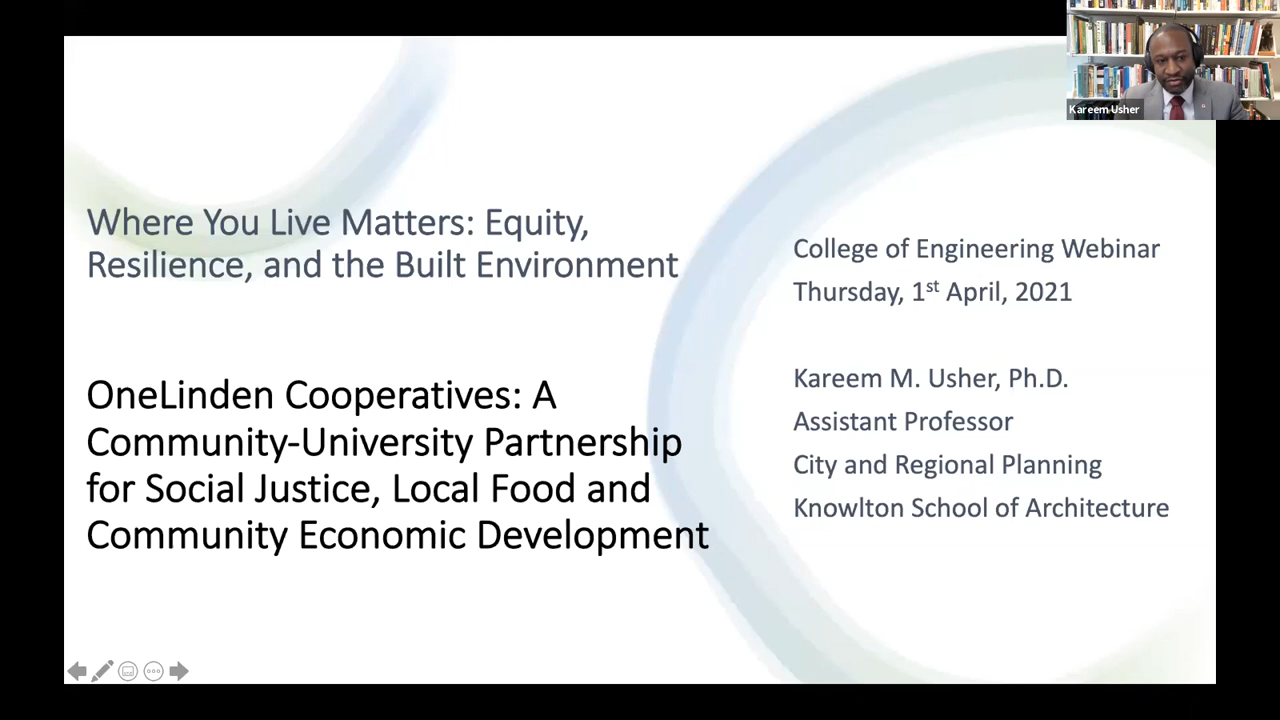 Kareem Usher
Where You Live Matters: Equity,
Resilience, and the Built Environment
OneLinden Cooperatives: A
Community-University Partnership
for Social Justice, Local Food and
Community Economic Development
College of Engineering Webinar
Thursday, 1st April, 2021
Kareem M. Usher, Ph.D.
Assistant Professor
City and Regional Planning
Knowlton School of Architecture